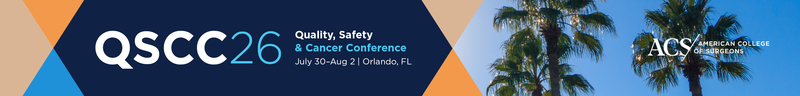 QSCC26
Quality, Safety
& Cancer Conference
July 30–Aug 2 | Orlando, FL
ACS/ AMERICAN COLLEGE
OF SURGEONS